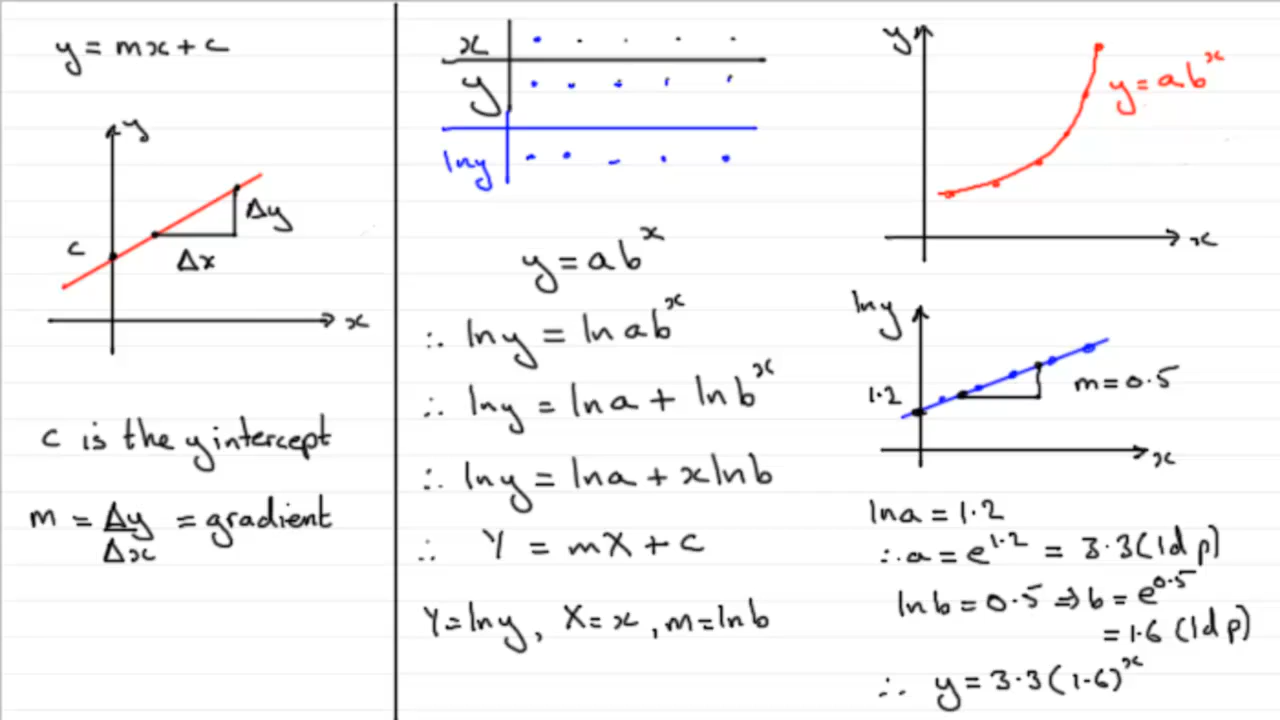 y = mx + c
y
c
Δy
Δx
x
c is the y intercept
m = Δy/Δx = gradient
x
y
ln y
y = ab^x
∴ ln y = ln ab^x
∴ ln y = ln a + ln b^x
∴ ln y = ln a + x ln b
∴ Y = mX + c
Y = ln y, X = x, m = ln b
y
y = ab^x
x
ln y
1.2
m = 0.5
x
ln a = 1.2
∴ a = e^1.2 = 3.3 (1dp)
ln b = 0.5 ⇒ b = e^0.5
= 1.6 (1dp)
∴ y = 3.3(1.6)^x